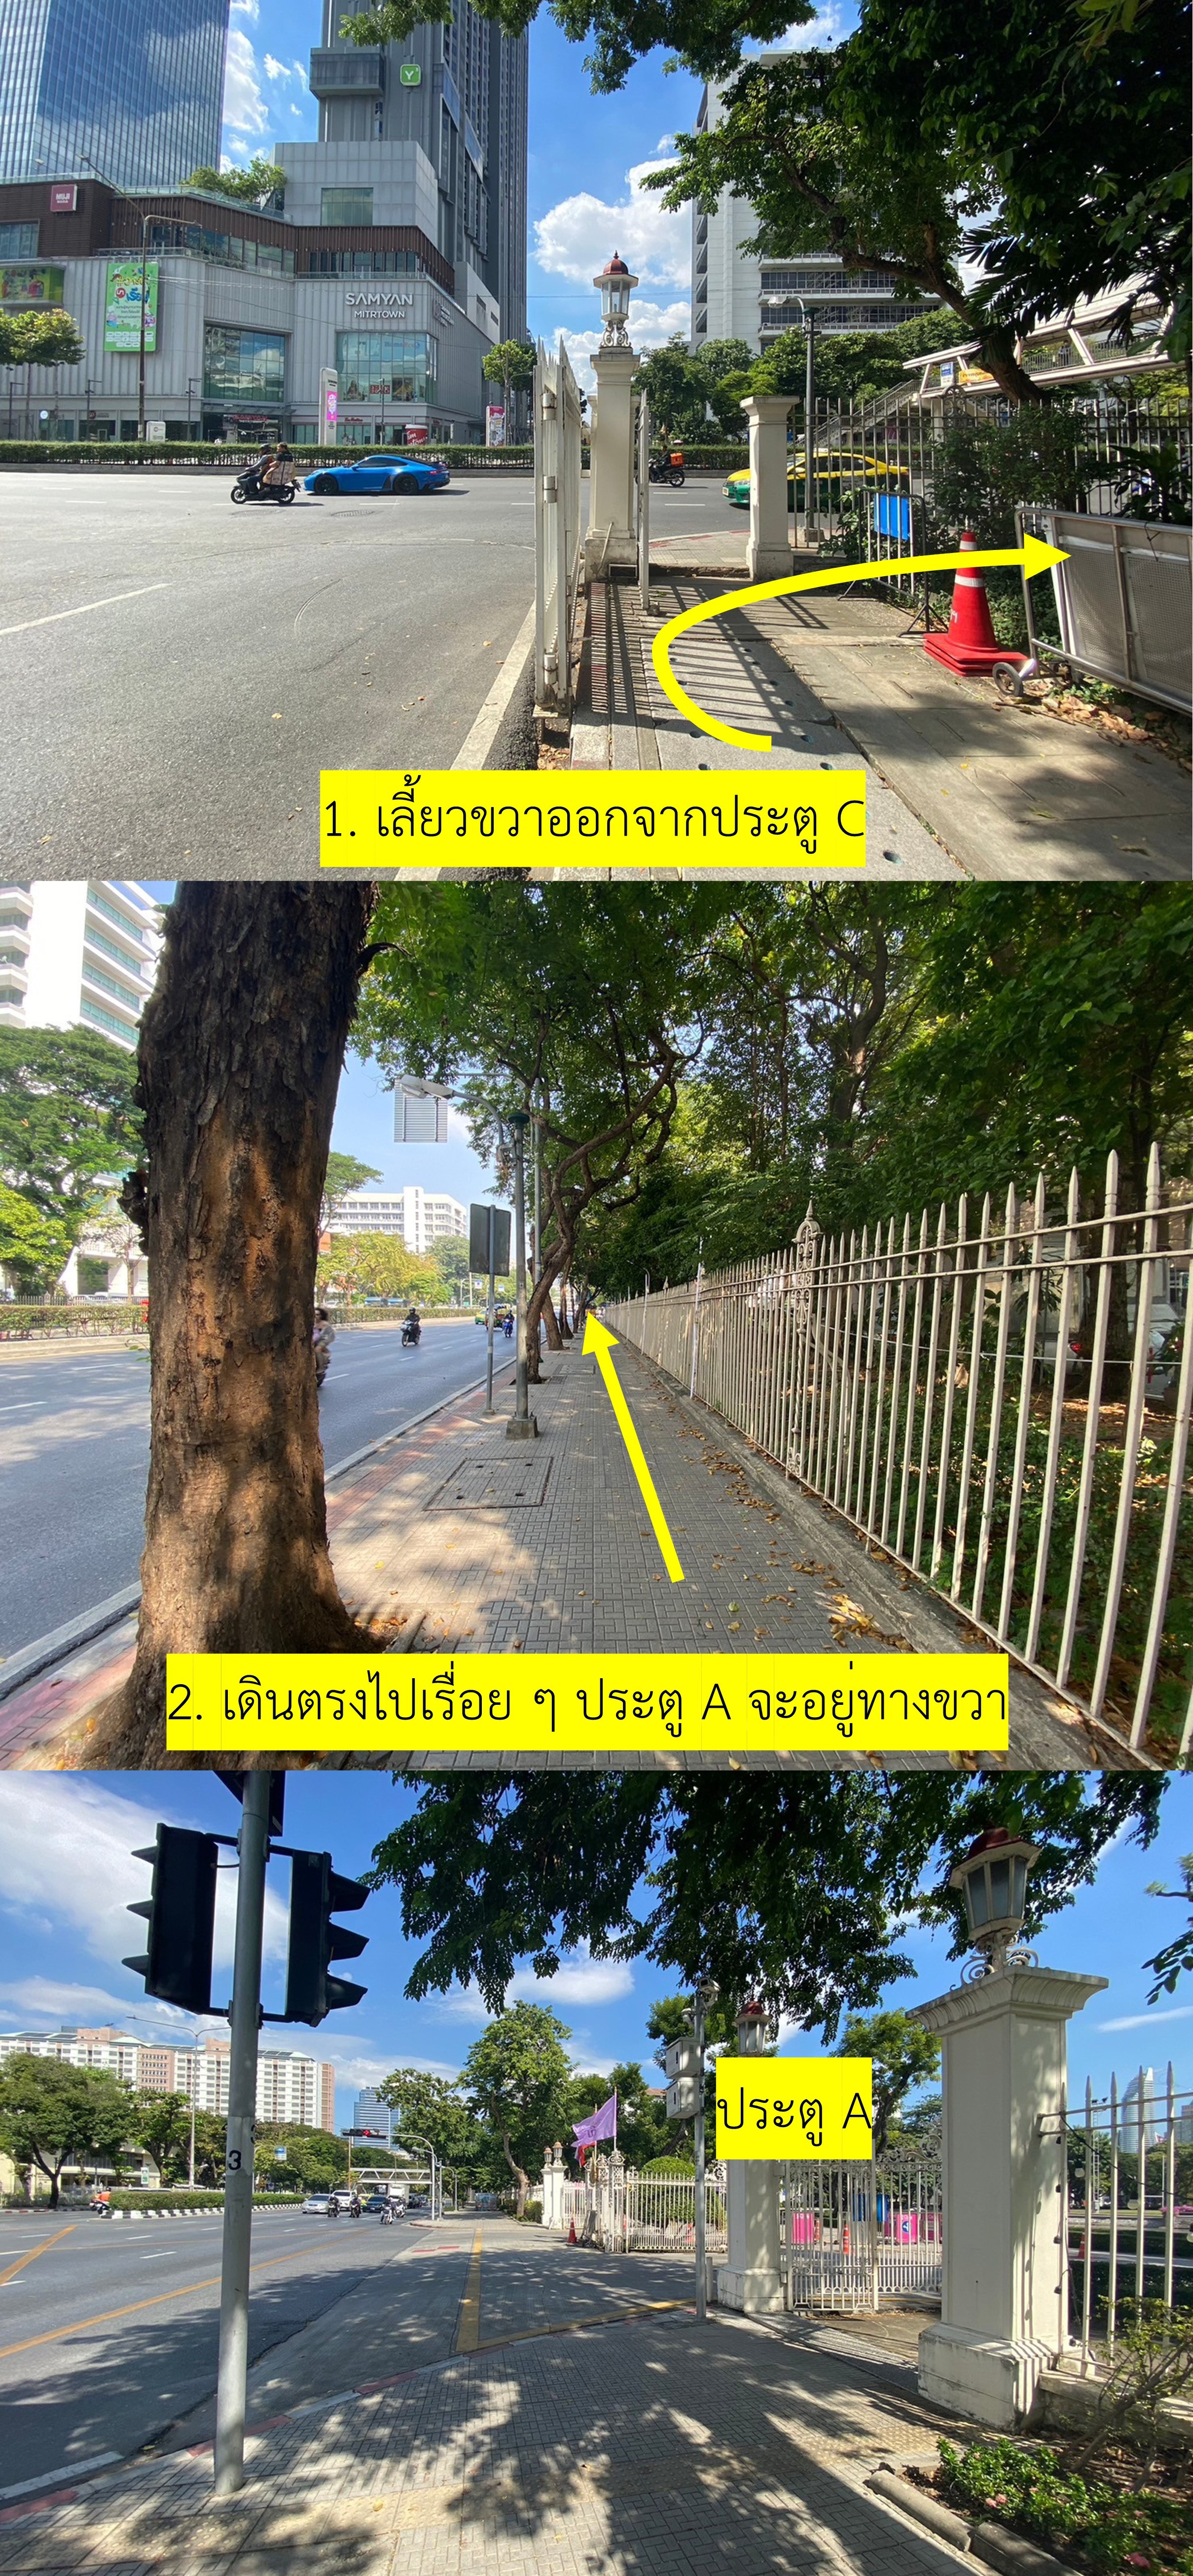 MUJI
SAMYAN
MITRTOWN
1. เลี้ยวขวาออกจากประตู C
2. เดินตรงไปเรื่อย ๆ ประตู A จะอยู่ทางขวา
ประตู A
3